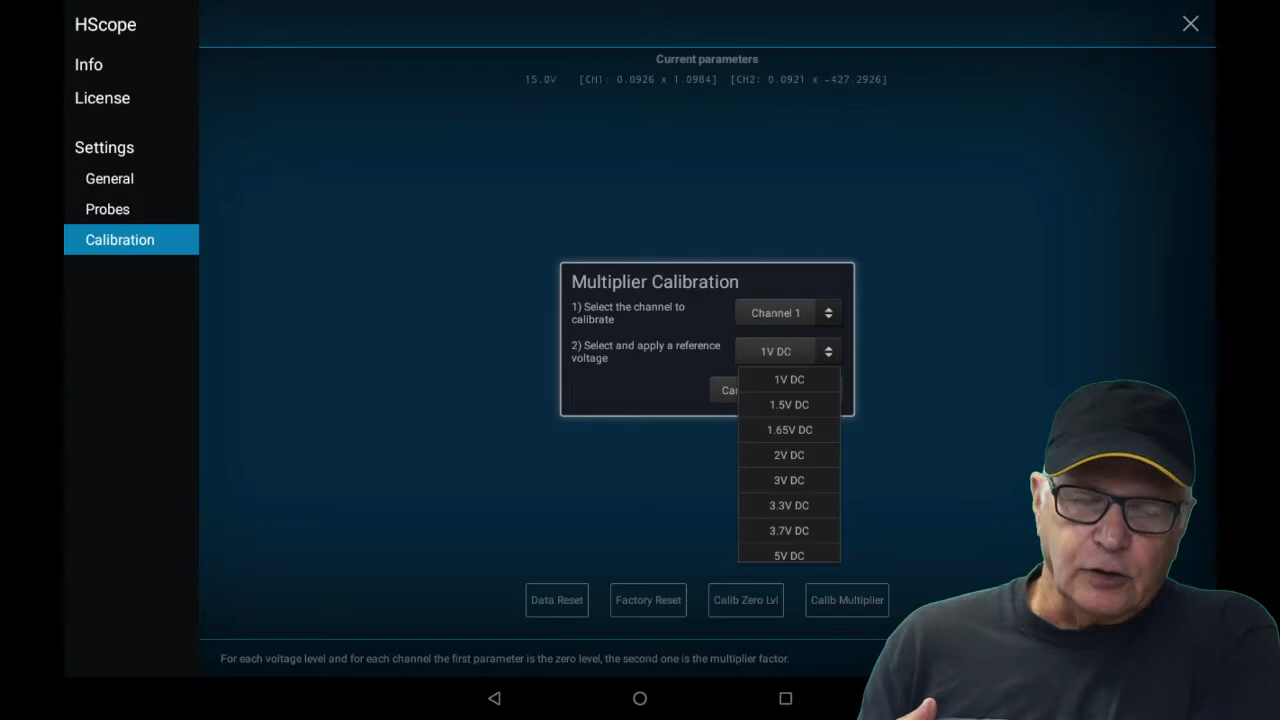 HScope
Info
License
Settings
General
Probes
Calibration
Current parameters
15.0V [CH1: 0.0926 x 1.0984] [CH2: 0.0921 x -427.2926]
Multiplier Calibration
1) Select the channel to
calibrate
Channel 1
2) Select and apply a reference
voltage
1V DC
1V DC
1.5V DC
1.65V DC
2V DC
3V DC
3.3V DC
3.7V DC
5V DC
Data Reset
Factory Reset
Calib Zero Lvl
Calib Multiplier
For each voltage level and for each channel the first parameter is the zero level, the second one is the multiplier factor.